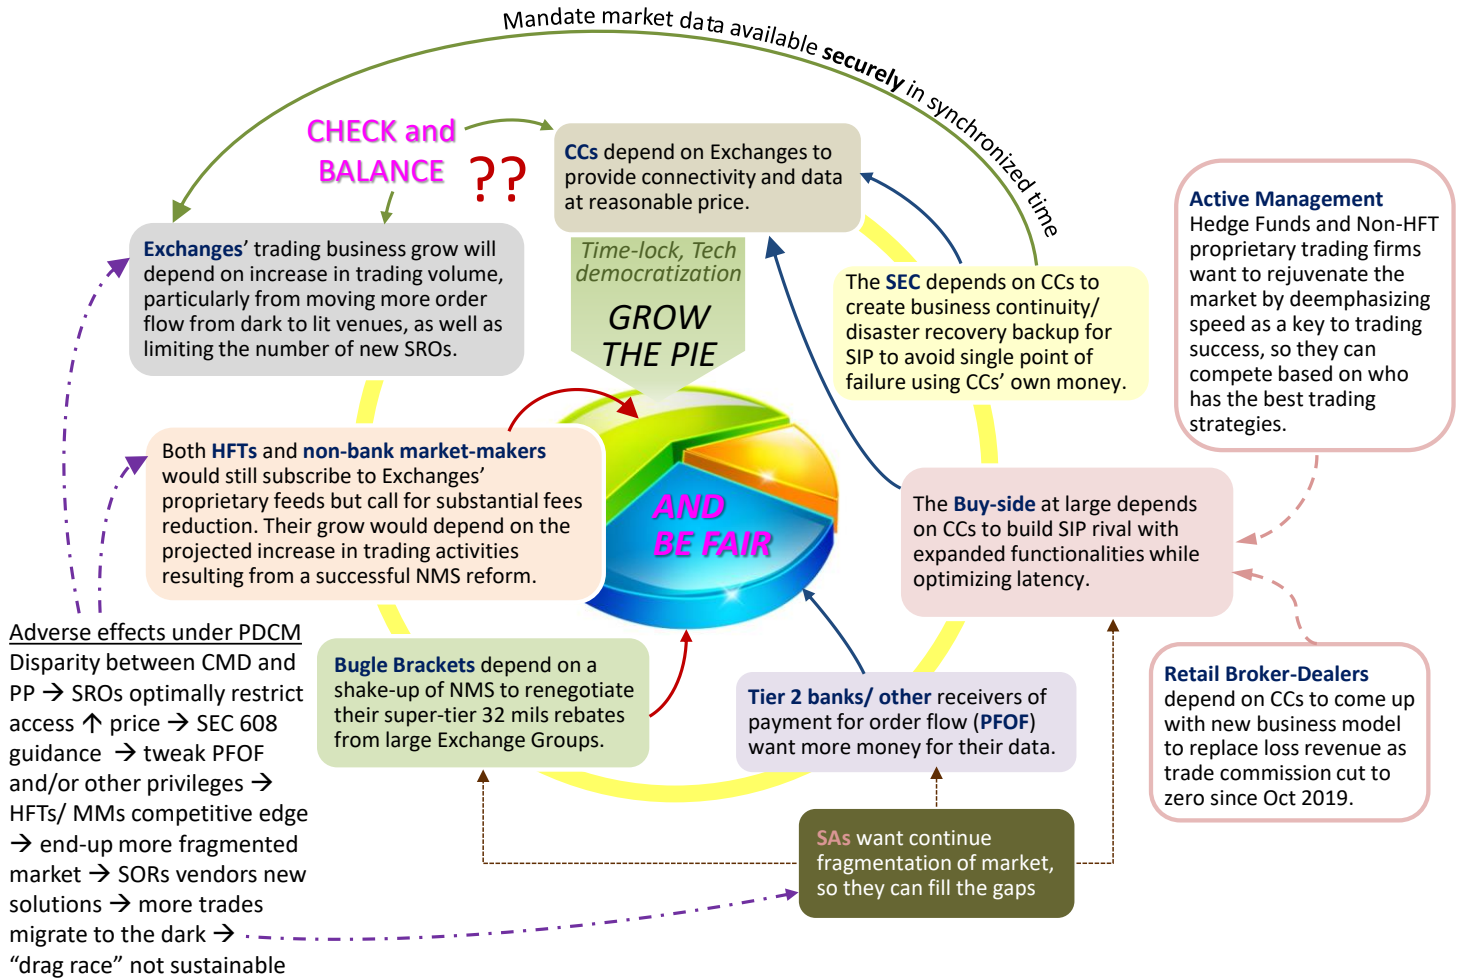 Mandate market data available securely in synchronized time
CHECK and
BALANCE
??
CCs depend on Exchanges to
provide connectivity and data
at reasonable price.
Exchanges’ trading business grow will
depend on increase in trading volume,
particularly from moving more order
flow from dark to lit venues, as well as
limiting the number of new SROs.
Time-lock, Tech
democratization
GROW
THE PIE
The SEC depends on CCs to
create business continuity/
disaster recovery backup for
SIP to avoid single point of
failure using CCs’ own money.
Active Management
Hedge Funds and Non-HFT
proprietary trading firms
want to rejuvenate the
market by deemphasizing
speed as a key to trading
success, so they can
compete based on who
has the best trading
strategies.
Both HFTs and non-bank market-makers
would still subscribe to Exchanges’
proprietary feeds but call for substantial fees
reduction. Their grow would depend on the
projected increase in trading activities
resulting from a successful NMS reform.
AND
BE FAIR
The Buy-side at large depends
on CCs to build SIP rival with
expanded functionalities while
optimizing latency.
Adverse effects under PDCM
Disparity between CMD and
PP → SROs optimally restrict
access ↑ price → SEC 608
guidance → tweak PFOF
and/or other privileges →
HFTs/ MMs competitive edge
→ end-up more fragmented
market → SORs vendors new
solutions → more trades
migrate to the dark →
“drag race” not sustainable
Bugle Brackets depend on a
shake-up of NMS to renegotiate
their super-tier 32 mils rebates
from large Exchange Groups.
Tier 2 banks/ other receivers of
payment for order flow (PFOF)
want more money for their data.
Retail Broker-Dealers
depend on CCs to come up
with new business model
to replace loss revenue as
trade commission cut to
zero since Oct 2019.
SAs want continue
fragmentation of market,
so they can fill the gaps